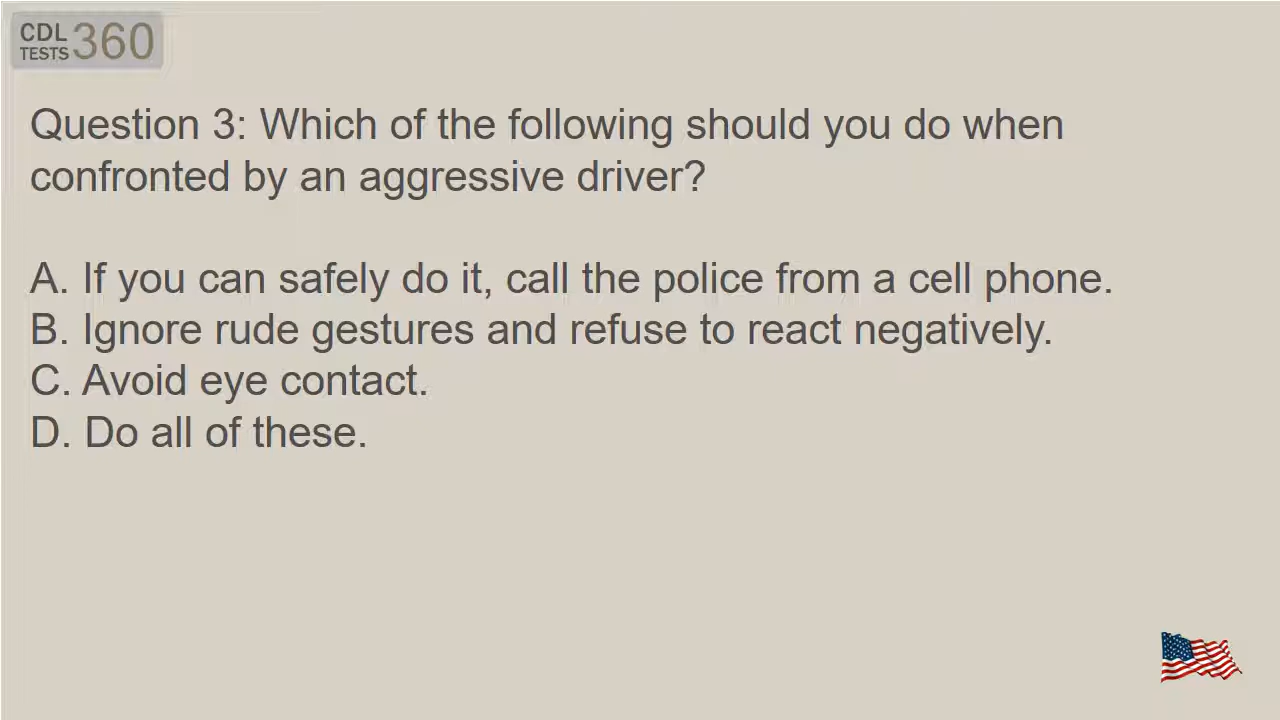 CDL
TESTS 360
Question 3: Which of the following should you do when
confronted by an aggressive driver?
A. If you can safely do it, call the police from a cell phone.
B. Ignore rude gestures and refuse to react negatively.
C. Avoid eye contact.
D. Do all of these.